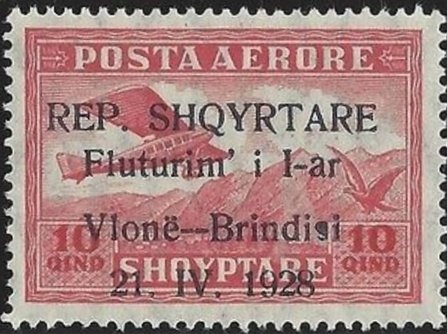 POSTA AERORE
REP. SHQYRTARE
Fluturim' i I-ar
Vlonë--Brindisi
10 QIND
10 QIND
SHQYPTARE
21. IV. 1928